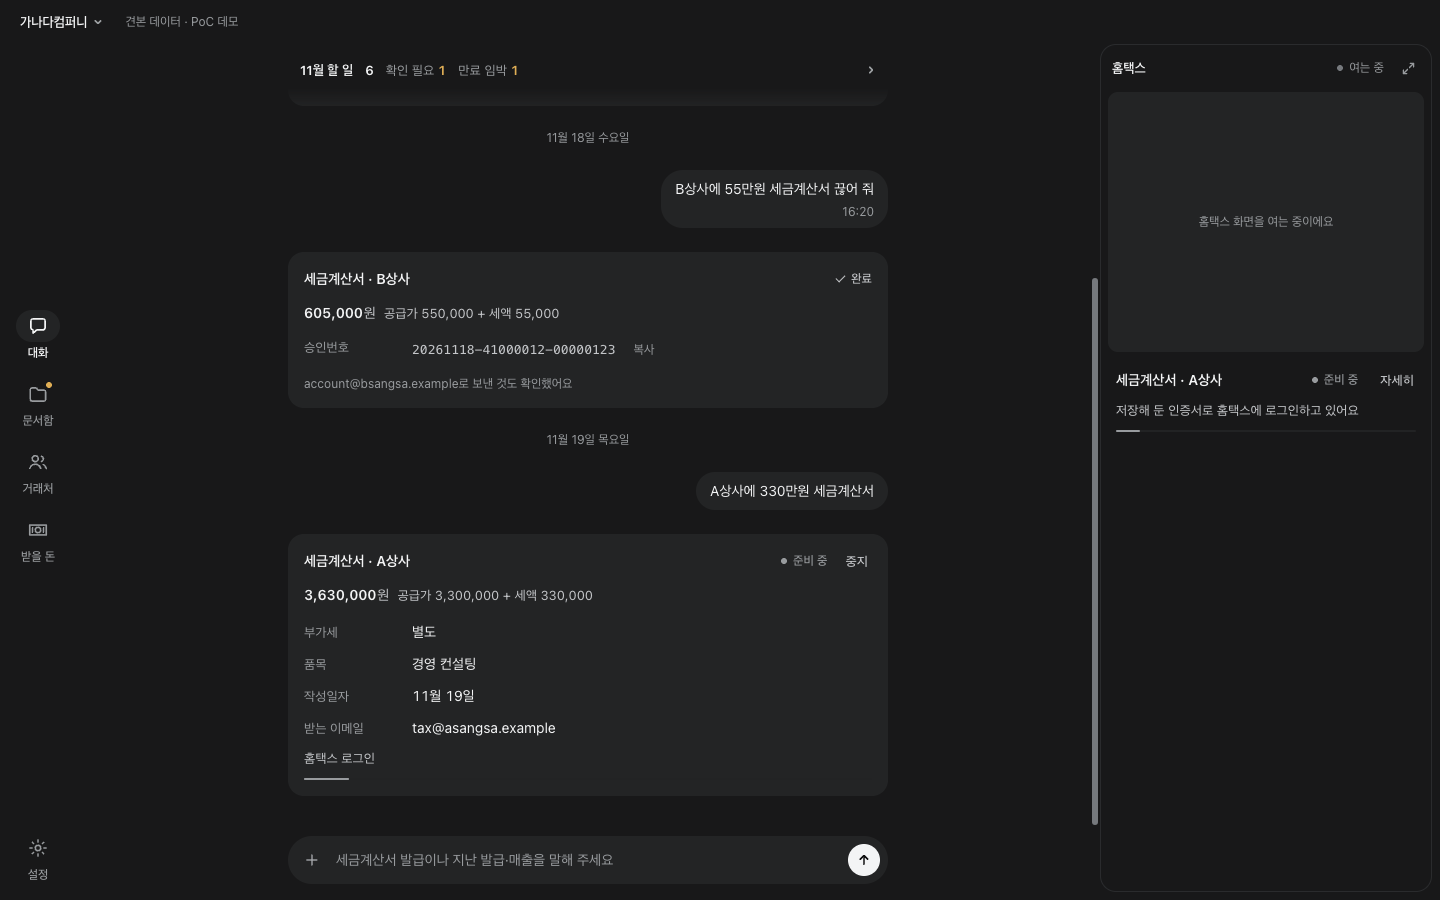 가나다컴퍼니
견본 데이터 · PoC 데모
11월 할 일 6 확인 필요 1 만료 임박 1
11월 18일 수요일
B상사에 55만원 세금계산서 끊어 줘
16:20
세금계산서 · B상사
완료
605,000원 공급가 550,000 + 세액 55,000
승인번호 20261118-41000012-00000123 복사
account@bsangsa.example로 보낸 것도 확인했어요
11월 19일 목요일
A상사에 330만원 세금계산서
세금계산서 · A상사
준비 중 중지
3,630,000원 공급가 3,300,000 + 세액 330,000
부가세 별도
품목 경영 컨설팅
작성일자 11월 19일
받는 이메일 tax@asangsa.example
홈택스 로그인
세금계산서 발급이나 지난 발급·매출을 말해 주세요
대화
문서함
거래처
받을 돈
설정
홈택스
여는 중
홈택스 화면을 여는 중이에요
세금계산서 · A상사
준비 중 자세히
저장해 둔 인증서로 홈택스에 로그인하고 있어요